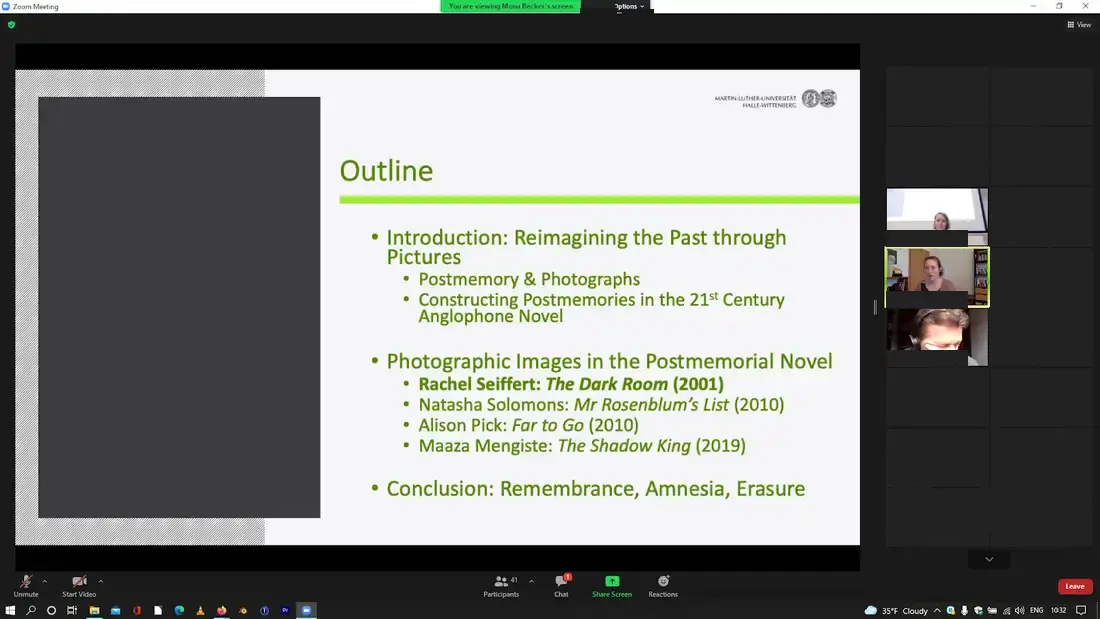 Zoom Meeting
You are viewing Mona Becker's screen
Options
View
MARTIN-LUTHER-UNIVERSITÄT
HALLE-WITTENBERG
Outline
• Introduction: Reimagining the Past through
Pictures
• Postmemory & Photographs
• Constructing Postmemories in the 21st Century
Anglophone Novel
• Photographic Images in the Postmemorial Novel
• Rachel Seiffert: The Dark Room (2001)
• Natasha Solomons: Mr Rosenblum's List (2010)
• Alison Pick: Far to Go (2010)
• Maaza Mengiste: The Shadow King (2019)
• Conclusion: Remembrance, Amnesia, Erasure
Unmute
Start Video
41
Participants
1
Chat
Share Screen
Reactions
Leave
35°F Cloudy
ENG
10:32